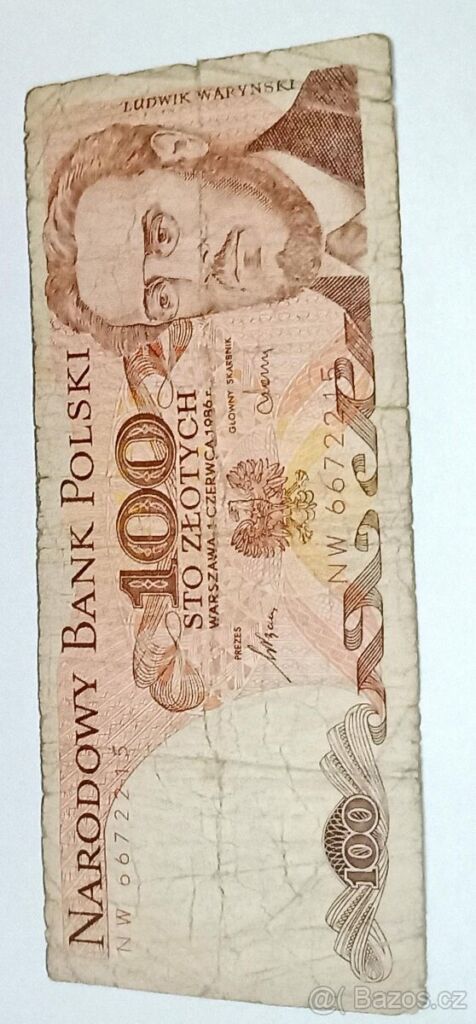 NARODOWY BANK POLSKI
NW 6672215
100
STO ZŁOTYCH
WARSZAWA 1 CZERWCA 1986 r.
PREZES
GŁÓWNY SKARBNIK
NW 6672215
100
LUDWIK WARYŃSKI
@( Bazos.cz